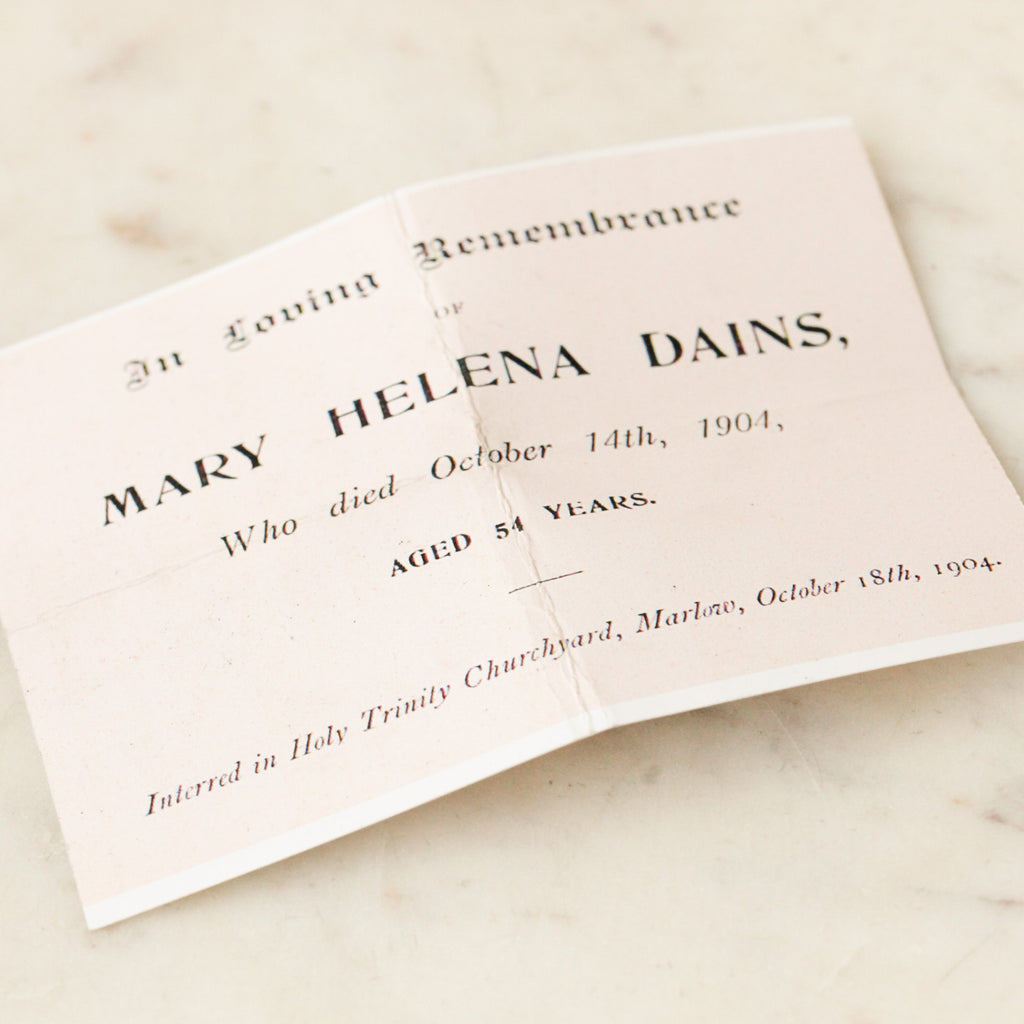 In Loving Remembrance
OF
MARY HELENA DAINS,
Who died October 14th, 1904,
AGED 54 YEARS.
Interred in Holy Trinity Churchyard, Marlow, October 18th, 1904.